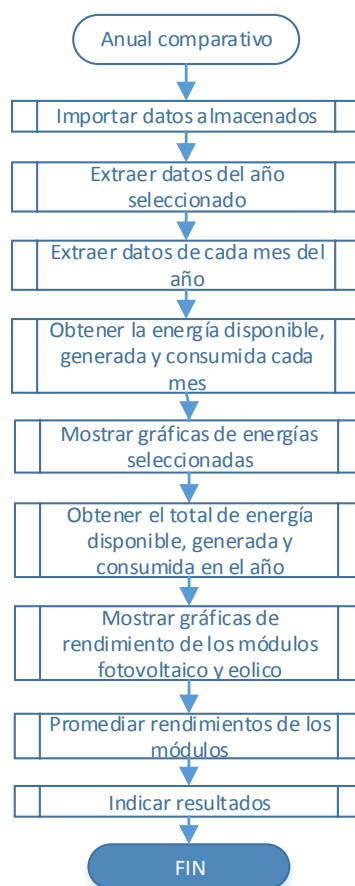 Anual comparativo
Importar datos almacenados
Extraer datos del año
seleccionado
Extraer datos de cada mes del
año
Obtener la energía disponible,
generada y consumida cada
mes
Mostrar gráficas de energías
seleccionadas
Obtener el total de energía
disponible, generada y
consumida en el año
Mostrar gráficas de
rendimiento de los módulos
fotovoltaico y eolico
Promediar rendimientos de los
módulos
Indicar resultados
FIN